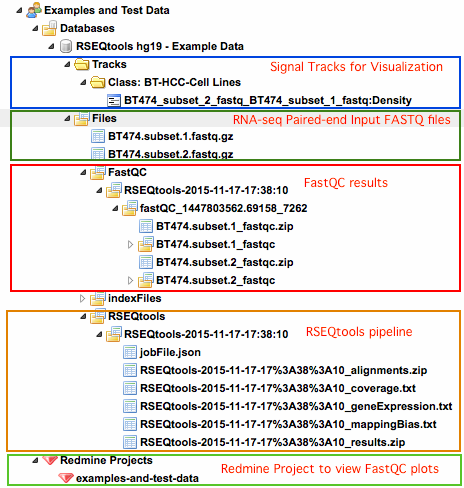 Examples and Test Data
Databases
RSEQtools hg19 - Example Data
Tracks Signal Tracks for Visualization
Class: BT-HCC-Cell Lines
BT474_subset_2_fastq_BT474_subset_1_fastq:Density
Files RNA-seq Paired-end Input FASTQ files
BT474.subset.1.fastq.gz
BT474.subset.2.fastq.gz
FastQC FastQC results
RSEQtools-2015-11-17-17:38:10
fastQC_1447803562.69158_7262
BT474.subset.1_fastqc.zip
BT474.subset.1_fastqc
BT474.subset.2_fastqc.zip
BT474.subset.2_fastqc
indexFiles
RSEQtools
RSEQtools-2015-11-17-17:38:10 RSEQtools pipeline
jobFile.json
RSEQtools-2015-11-17-17%3A38%3A10_alignments.zip
RSEQtools-2015-11-17-17%3A38%3A10_coverage.txt
RSEQtools-2015-11-17-17%3A38%3A10_geneExpression.txt
RSEQtools-2015-11-17-17%3A38%3A10_mappingBias.txt
RSEQtools-2015-11-17-17%3A38%3A10_results.zip
Redmine Projects Redmine Project to view FastQC plots
examples-and-test-data